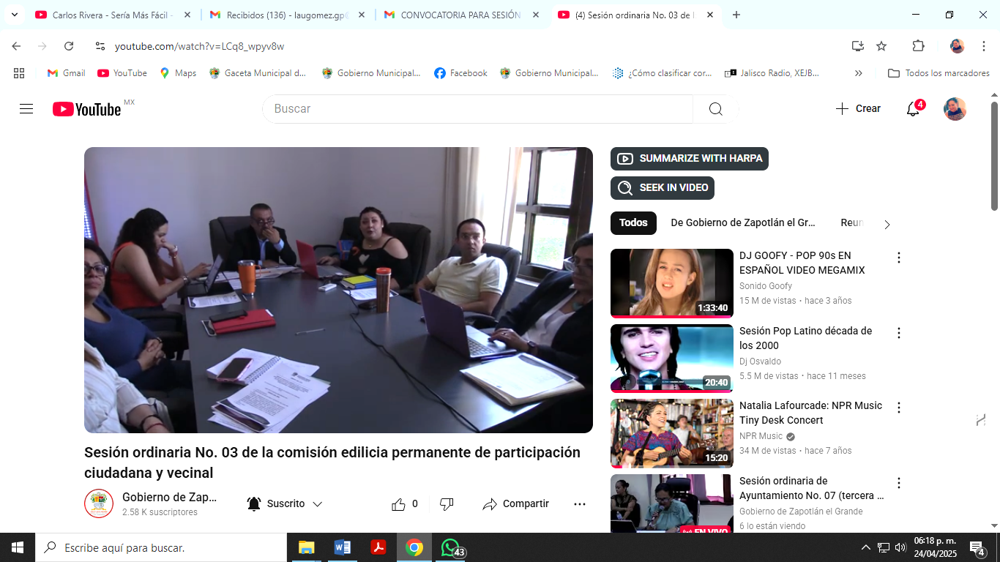 Carlos Rivera - Sería Más Fácil -
Recibidos (136) - laugomez.gp@
CONVOCATORIA PARA SESIÓN
(4) Sesión ordinaria No. 03 de l
youtube.com/watch?v=LCq8_wpyv8w
Gmail
YouTube
Maps
Gaceta Municipal d...
Gobierno Municipal...
Facebook
Gobierno Municipal...
¿Cómo clasificar cor...
Jalisco Radio, XEJB...
Todos los marcadores
YouTube MX
Buscar
Crear
4
SUMMARIZE WITH HARPA
SEEK IN VIDEO
Todos
De Gobierno de Zapotlán el Gr...
Reun
DJ GOOFY - POP 90s EN
ESPAÑOL VIDEO MEGAMIX
Sonido Goofy
15 M de vistas • hace 3 años
1:33:40
Sesión Pop Latino década de
los 2000
Dj Osvaldo
5.5 M de vistas • hace 11 meses
20:40
Natalia Lafourcade: NPR Music
Tiny Desk Concert
NPR Music
34 M de vistas • hace 7 años
15:20
Sesión ordinaria de
Ayuntamiento No. 07 (tercera ...
Gobierno de Zapotlán el Grande
6 lo están viendo
EN VIVO
Sesión ordinaria No. 03 de la comisión edilicia permanente de participación
ciudadana y vecinal
Gobierno de Zap...
2.58 K suscriptores
Suscrito
0
Compartir
Escribe aquí para buscar.
43
06:18 p. m.
24/04/2025
4